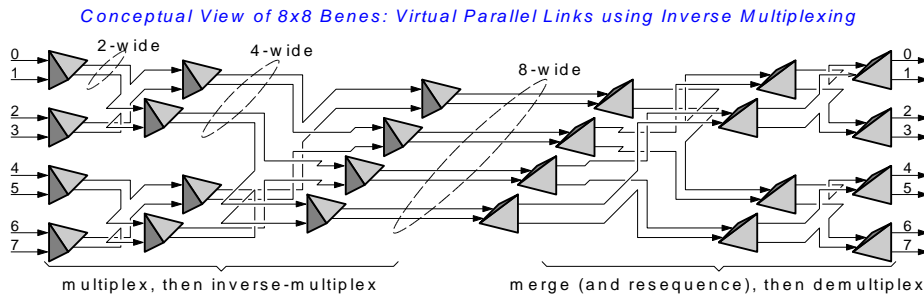 Conceptual View of 8x8 Benes: Virtual Parallel Links using Inverse Multiplexing
2-wide
4-wide
8-wide
0
1
2
3
4
5
6
7
0
1
2
3
4
5
6
7
multiplex, then inverse-multiplex
merge (and resequence), then demultiplex